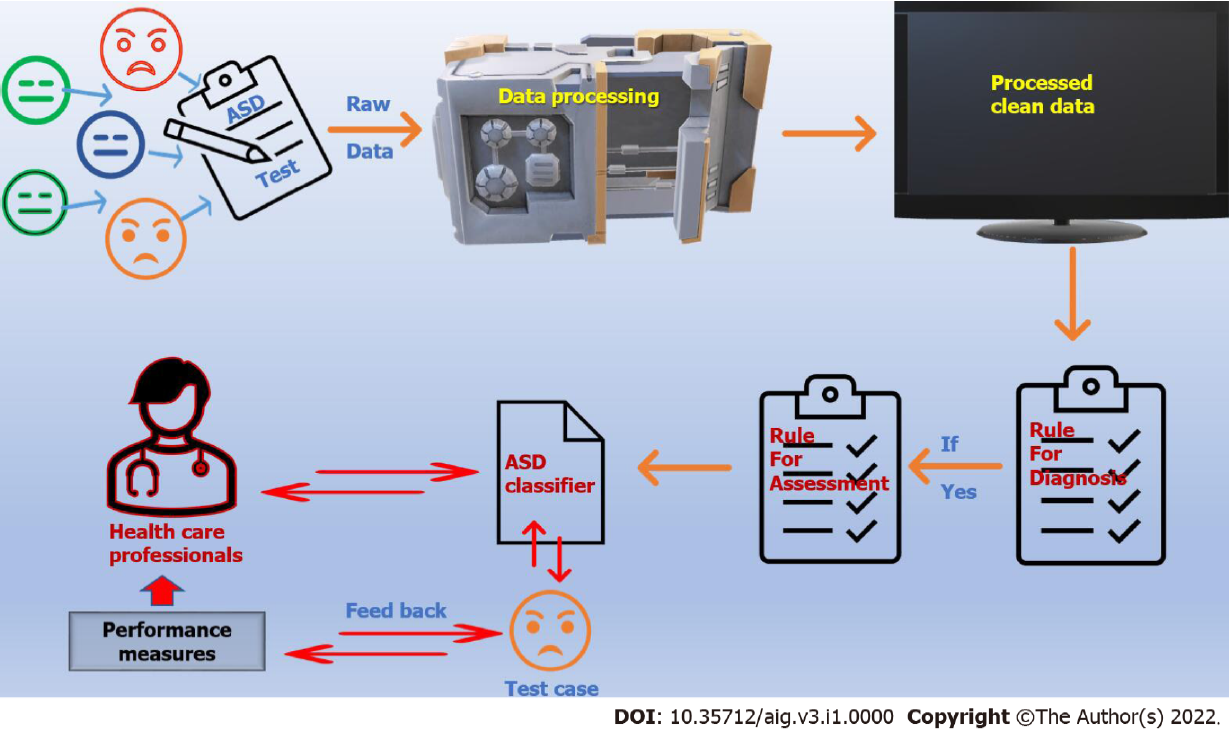 ASD
Test
Raw
Data
Data processing
Processed
clean data
Rule
For
Diagnosis
If
Yes
Rule
For
Assessment
ASD
classifier
Health care
professionals
Performance
measures
Feed back
Test case
DOI: 10.35712/aig.v3.i1.0000 Copyright ©The Author(s) 2022.